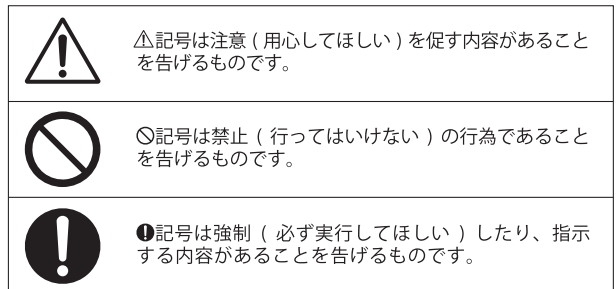 ⚠記号は注意 ( 用心してほしい ) を促す内容があること
を告げるものです。
🛇記号は禁止 ( 行ってはいけない ) の行為であること
を告げるものです。
❗記号は強制 ( 必ず実行してほしい ) したり、指示
する内容があることを告げるものです。